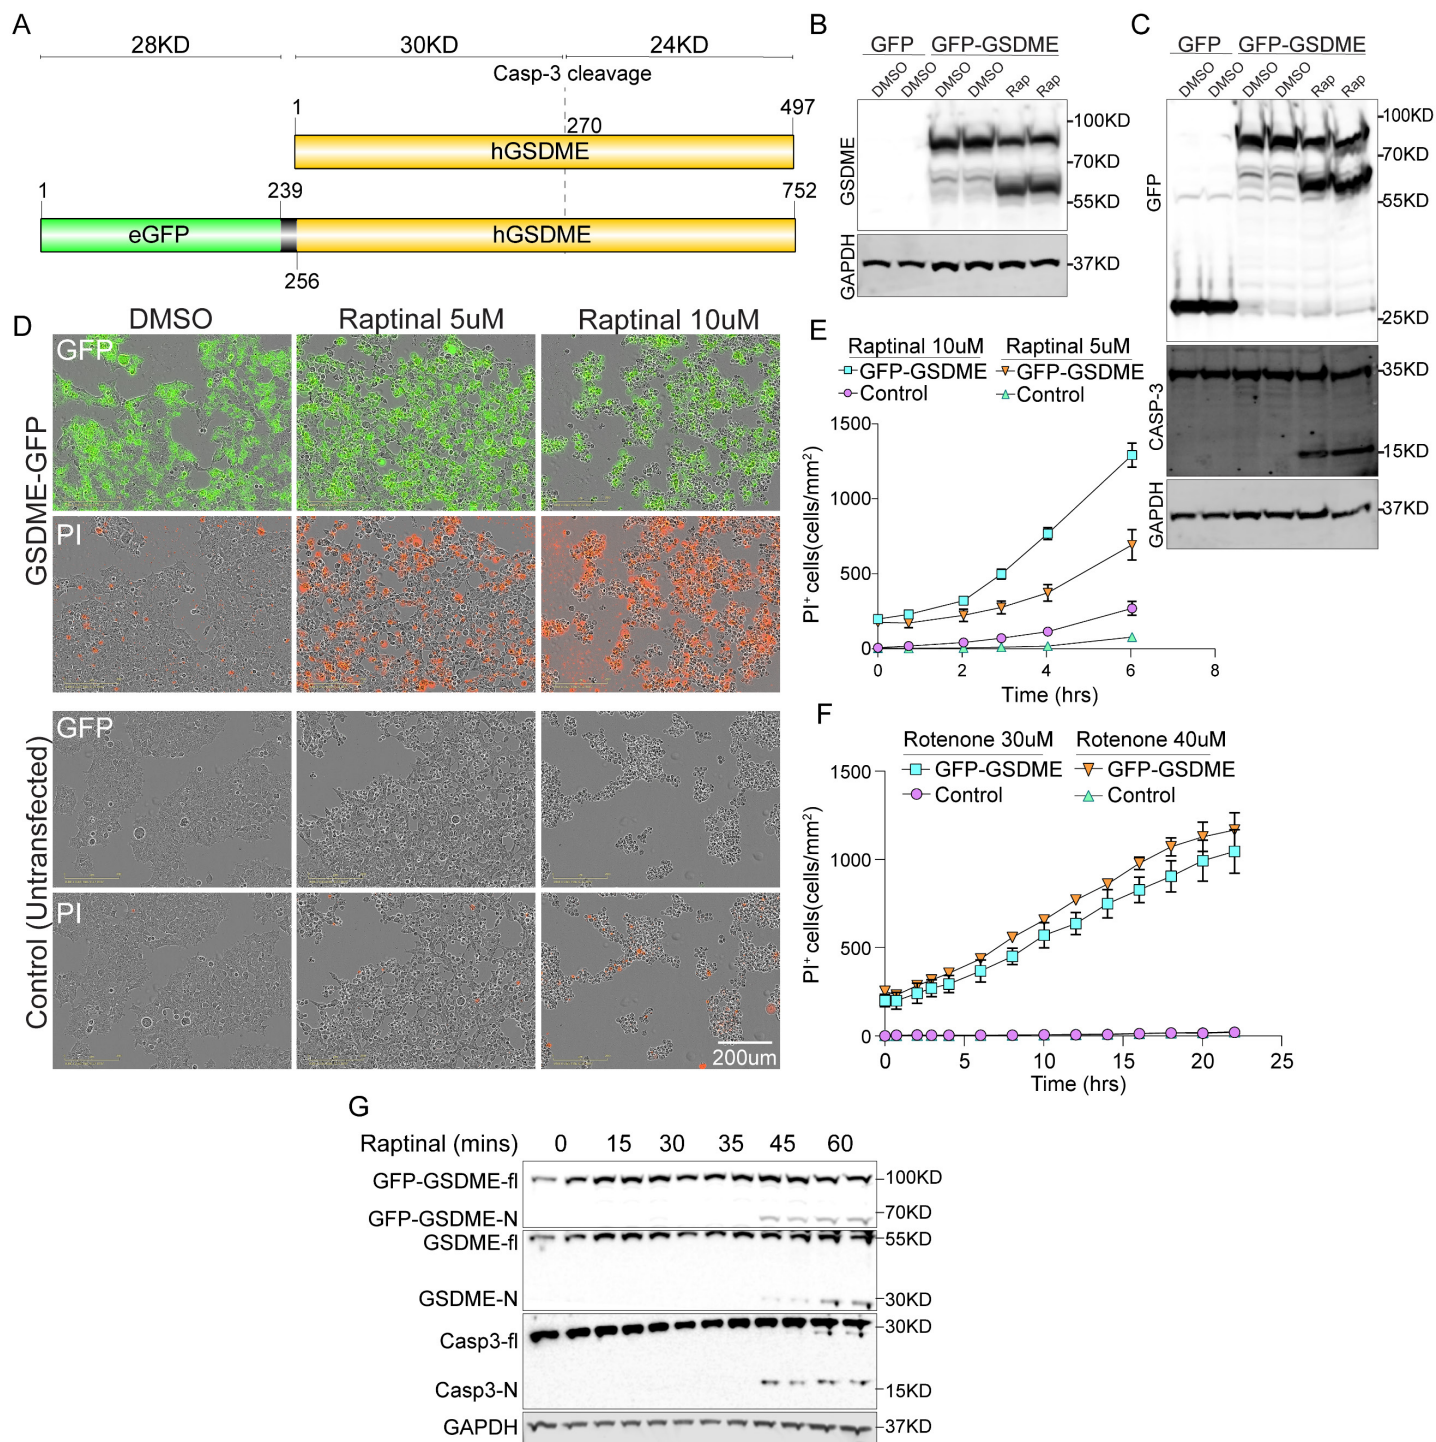 A
28KD 30KD 24KD
Casp-3 cleavage
1 497
270
hGSDME
1 239 752
eGFP hGSDME
256
B
GFP GFP-GSDME
DMSO DMSO DMSO DMSO Rap Rap
GSDME
100KD
70KD
55KD
GAPDH
37KD
C
GFP GFP-GSDME
DMSO DMSO DMSO DMSO Rap Rap
GFP
100KD
70KD
55KD
25KD
CASP-3
35KD
15KD
GAPDH
37KD
D
DMSO Raptinal 5uM Raptinal 10uM
GSDME-GFP
GFP
PI
Control (Untransfected)
GFP
PI
200um
E
Raptinal 10uM Raptinal 5uM
GFP-GSDME GFP-GSDME
Control Control
PI+ cells(cells/mm2)
1500
1000
500
0
0 2 4 6 8
Time (hrs)
F
Rotenone 30uM Rotenone 40uM
GFP-GSDME GFP-GSDME
Control Control
PI+ cells(cells/mm2)
1500
1000
500
0
0 5 10 15 20 25
Time (hrs)
G
Raptinal (mins) 0 15 30 35 45 60
GFP-GSDME-fl 100KD
GFP-GSDME-N 70KD
GSDME-fl 55KD
GSDME-N 30KD
Casp3-fl 30KD
Casp3-N 15KD
GAPDH 37KD